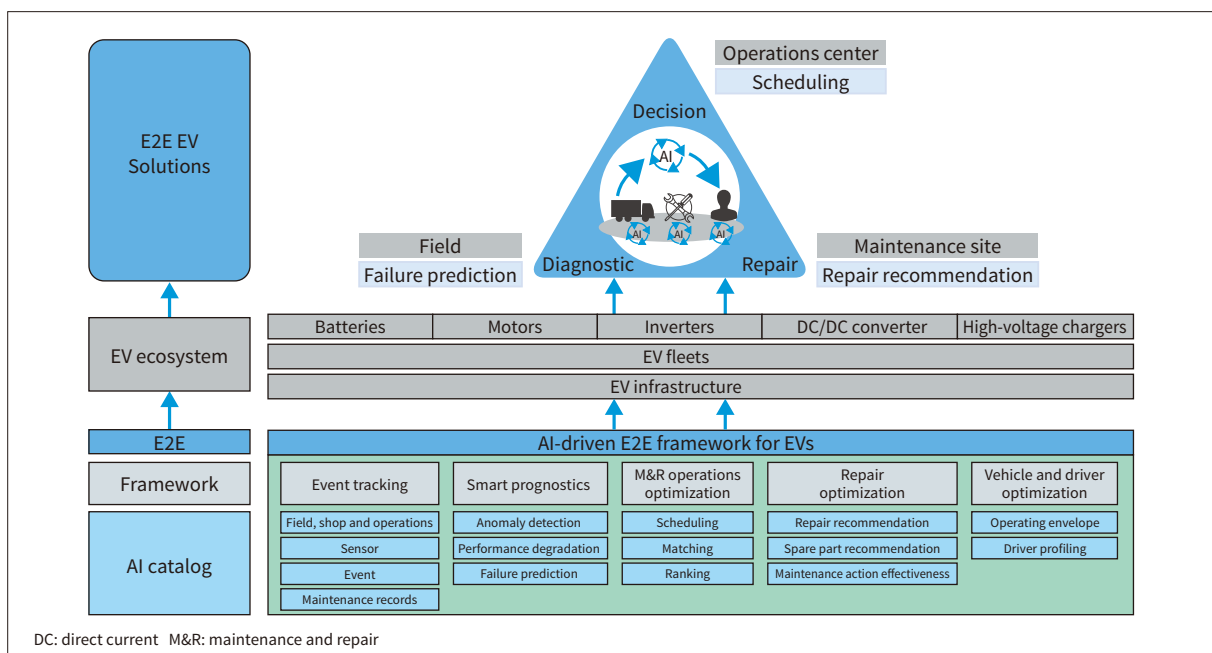 E2E EV
Solutions
Operations center
Scheduling
Decision
AI
AI
AI
AI
Field
Failure prediction
Diagnostic
Repair
Maintenance site
Repair recommendation
EV ecosystem
Batteries
Motors
Inverters
DC/DC converter
High-voltage chargers
EV fleets
EV infrastructure
E2E
AI-driven E2E framework for EVs
Framework
Event tracking
Smart prognostics
M&R operations
optimization
Repair
optimization
Vehicle and driver
optimization
AI catalog
Field, shop and operations
Sensor
Event
Maintenance records
Anomaly detection
Performance degradation
Failure prediction
Scheduling
Matching
Ranking
Repair recommendation
Spare part recommendation
Maintenance action effectiveness
Operating envelope
Driver profiling
DC: direct current M&R: maintenance and repair